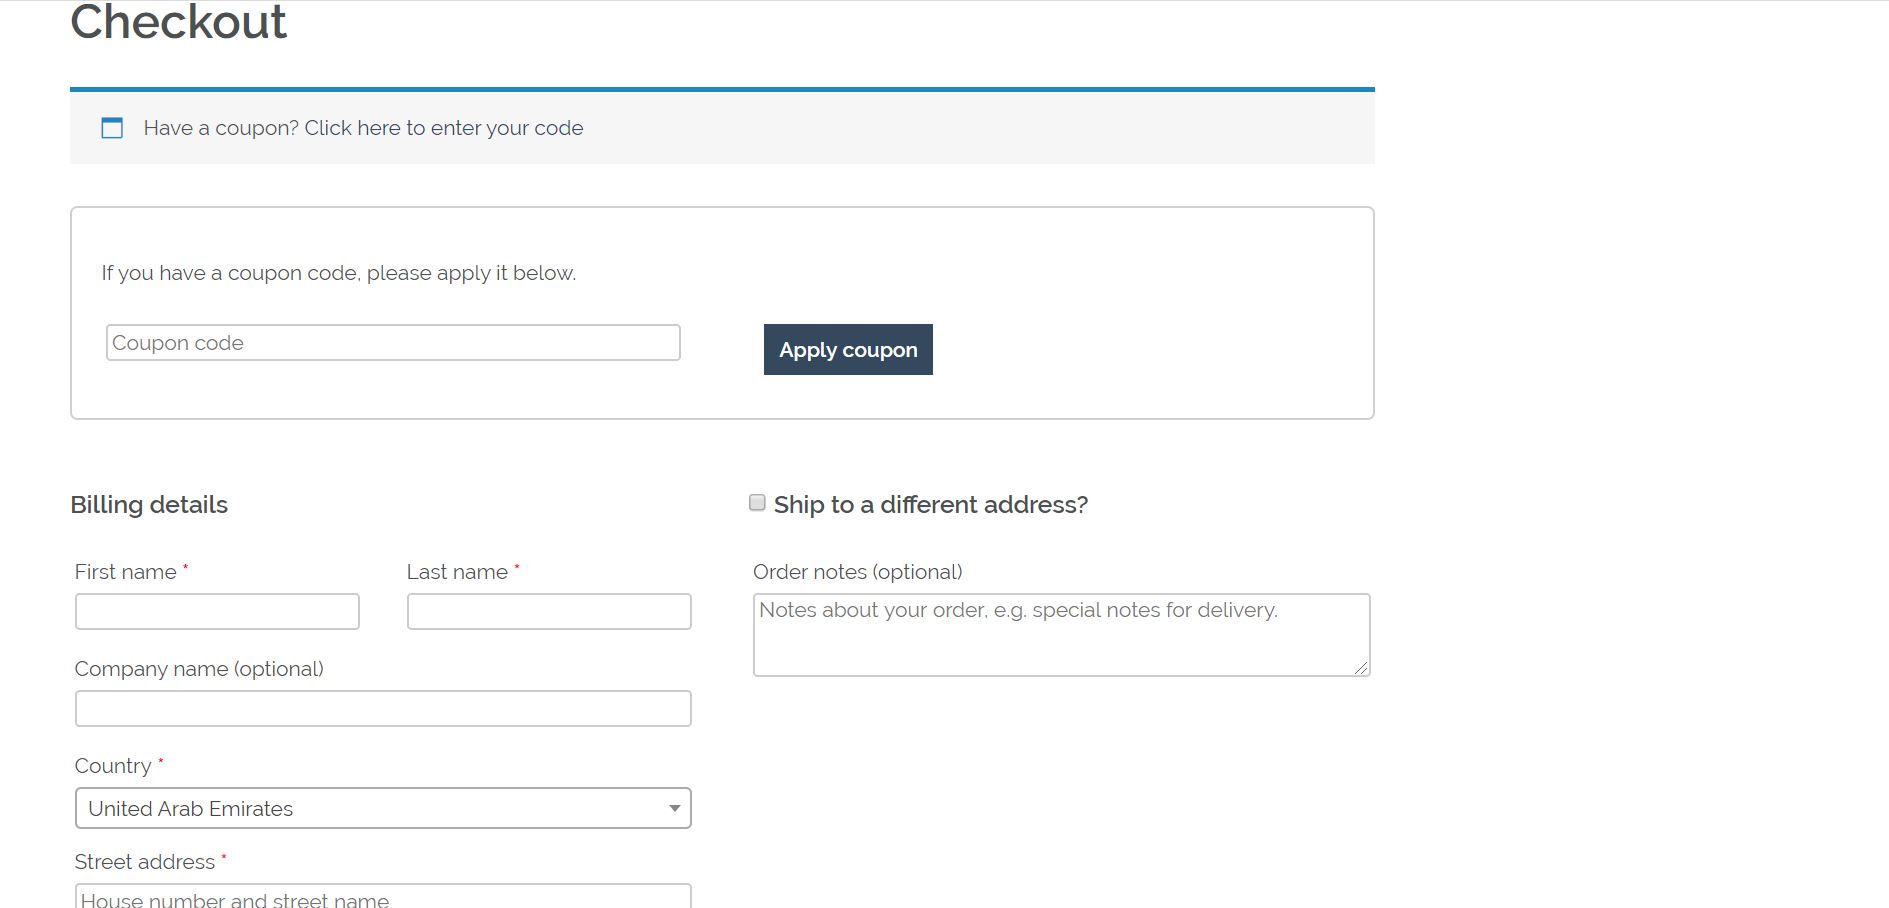 Checkout
Have a coupon? Click here to enter your code
If you have a coupon code, please apply it below.
Coupon code
Apply coupon
Billing details
Ship to a different address?
First name *
Last name *
Order notes (optional)
Notes about your order, e.g. special notes for delivery.
Company name (optional)
Country *
United Arab Emirates
Street address *
House number and street name